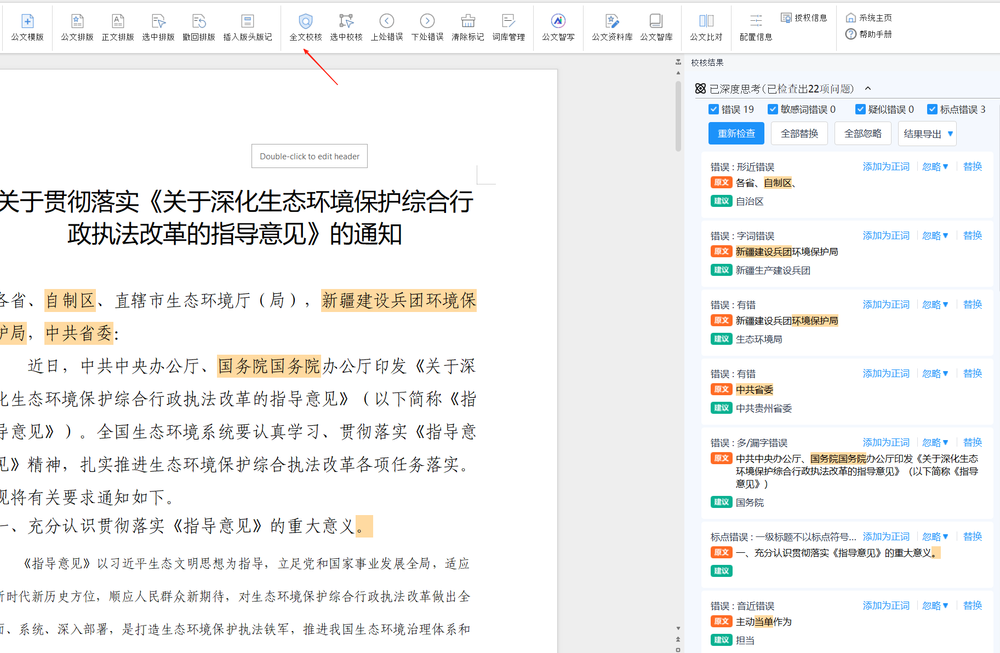 公文模版
公文排版
正文排版
选中排版
撤回排版
插入版头版记
全文校核
选中校核
上处错误
下处错误
清除标记
词库管理
公文智写
公文资料库
公文智库
公文比对
配置信息
授权信息
系统主页
帮助手册
Double-click to edit header
关于贯彻落实《关于深化生态环境保护综合行
政执法改革的指导意见》的通知
各省、自制区、直辖市生态环境厅（局），新疆建设兵团环境保
护局，中共省委：
近日，中共中央办公厅、国务院国务院办公厅印发《关于深
化生态环境保护综合行政执法改革的指导意见》（以下简称《指
导意见》）。全国生态环境系统要认真学习、贯彻落实《指导意
见》精神，扎实推进生态环境保护综合执法改革各项任务落实。
现将有关要求通知如下。
一、充分认识贯彻落实《指导意见》的重大意义。
《指导意见》以习近平生态文明思想为指导，立足党和国家事业发展全局，适应
新时代新历史方位，顺应人民群众新期待，对生态环境保护综合行政执法改革做出全
面、系统、深入部署，是打造生态环境保护执法铁军，推进我国生态环境治理体系和
校核结果
已深度思考(已检查出22项问题)
错误 19 敏感词错误 0 疑似错误 0 标点错误 3
重新检查 全部替换 全部忽略 结果导出▼
错误 : 形近错误 添加为正词 忽略▼ 替换
原文 各省、自制区、
建议 自治区
错误 : 字词错误 添加为正词 忽略▼ 替换
原文 新疆建设兵团环境保护局
建议 新疆生产建设兵团
错误 : 有错 添加为正词 忽略▼ 替换
原文 新疆建设兵团环境保护局
建议 生态环境局
错误 : 有错 添加为正词 忽略▼ 替换
原文 中共省委
建议 中共贵州省委
错误 : 多/漏字错误 添加为正词 忽略▼ 替换
原文 中共中央办公厅、国务院国务院办公厅印发《关于深化生态
环境保护综合行政执法改革的指导意见》（以下简称《指导
意见》）
建议 国务院
标点错误 : 一级标题不以标点符号... 添加为正词 忽略▼ 替换
原文 一、充分认识贯彻落实《指导意见》的重大意义。
建议
错误 : 音近错误 添加为正词 忽略▼ 替换
原文 主动当单作为
建议 担当